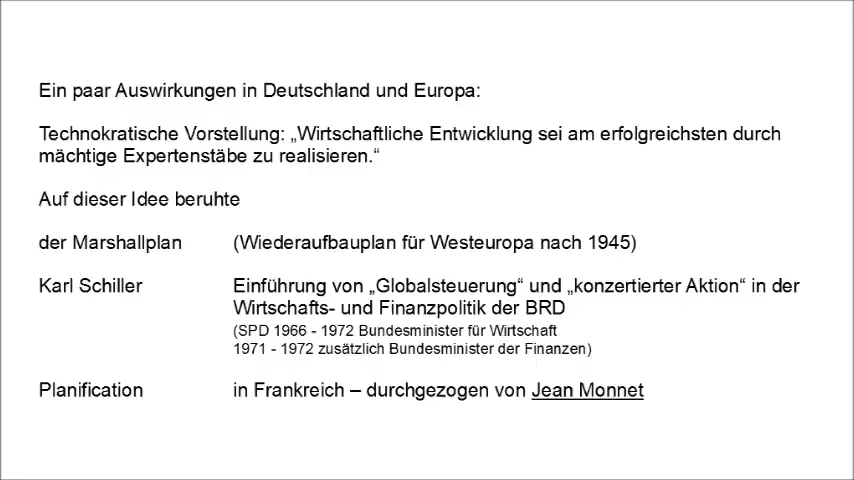 Ein paar Auswirkungen in Deutschland und Europa:
Technokratische Vorstellung: „Wirtschaftliche Entwicklung sei am erfolgreichsten durch
mächtige Expertenstäbe zu realisieren.“
Auf dieser Idee beruhte
der Marshallplan (Wiederaufbauplan für Westeuropa nach 1945)
Karl Schiller Einführung von „Globalsteuerung“ und „konzertierter Aktion“ in der
Wirtschafts- und Finanzpolitik der BRD
(SPD 1966 - 1972 Bundesminister für Wirtschaft
1971 - 1972 zusätzlich Bundesminister der Finanzen)
Planification in Frankreich – durchgezogen von Jean Monnet